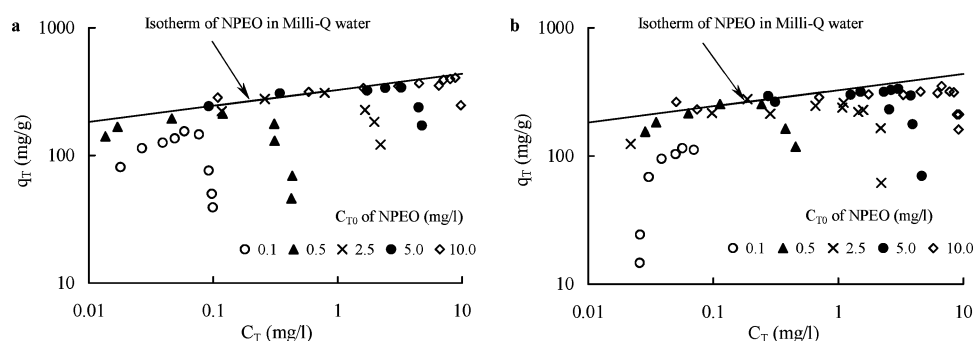 a
Isotherm of NPEO in Milli-Q water
1000
100
10
q_T (mg/g)
C_T0 of NPEO (mg/l)
0.1 0.5 2.5 5.0 10.0
0.01 0.1 1 10
C_T (mg/l)
b
Isotherm of NPEO in Milli-Q water
1000
100
10
q_T (mg/g)
C_T0 of NPEO (mg/l)
0.1 0.5 2.5 5.0 10.0
0.01 0.1 1 10
C_T (mg/l)